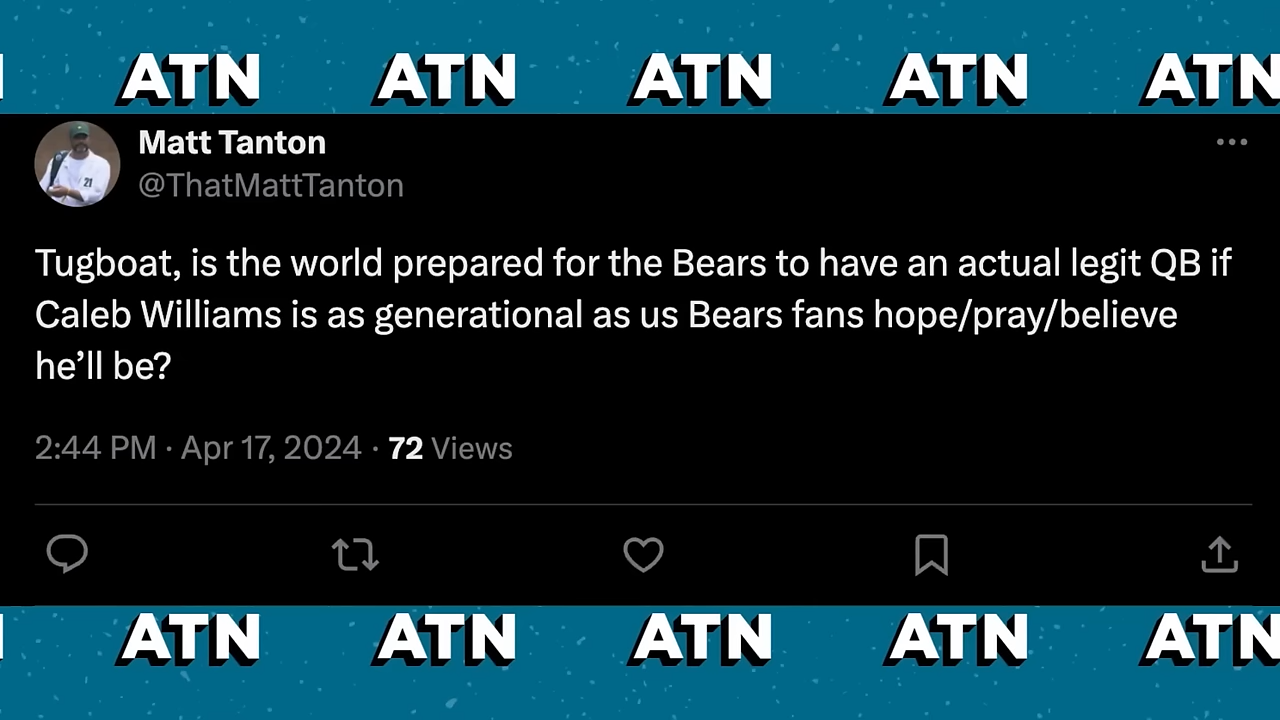 ATN ATN ATN ATN ATN
Matt Tanton
@ThatMattTanton
21
Tugboat, is the world prepared for the Bears to have an actual legit QB if
Caleb Williams is as generational as us Bears fans hope/pray/believe
he’ll be?
2:44 PM · Apr 17, 2024 · 72 Views
ATN ATN ATN ATN ATN